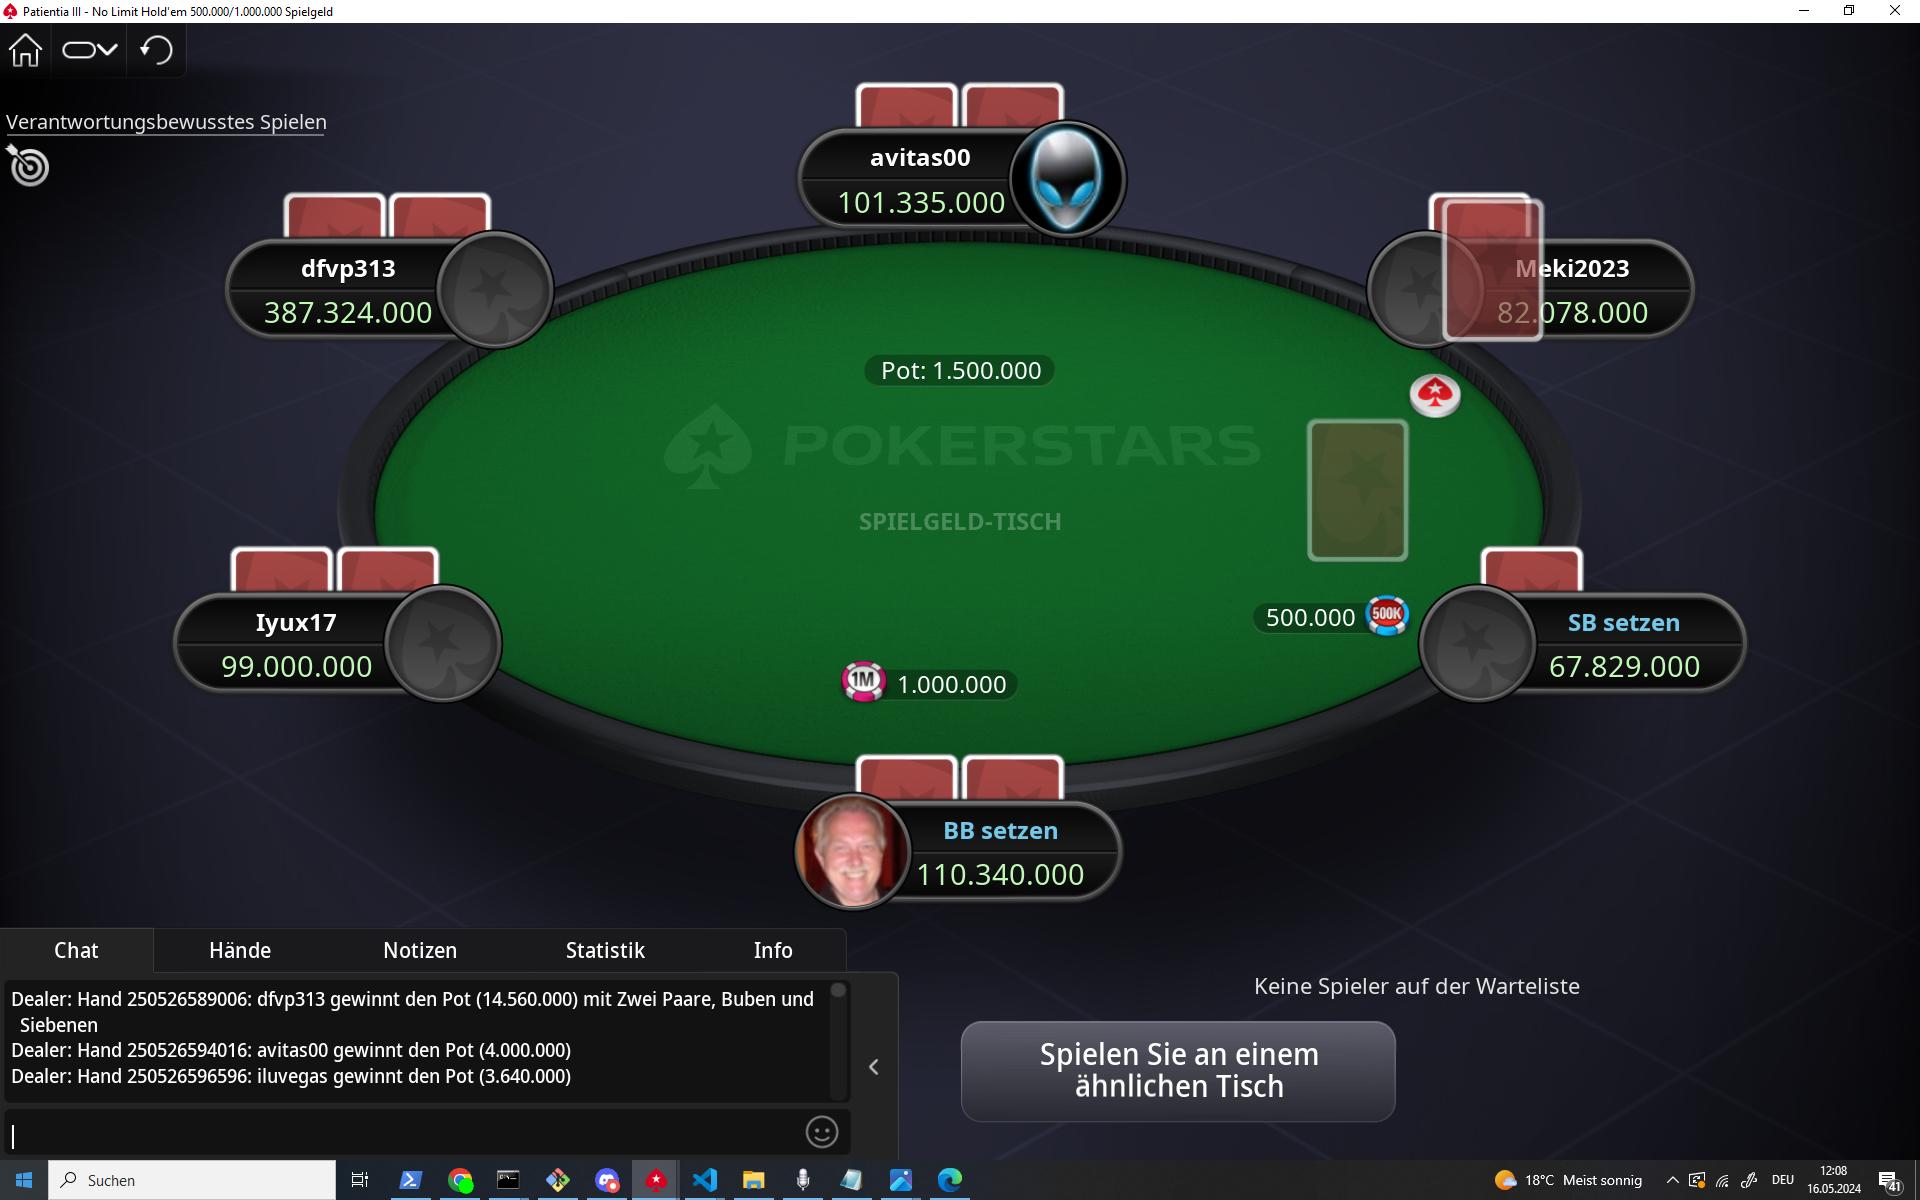 Patientia III - No Limit Hold'em 500.000/1.000.000 Spielgeld
Verantwortungsbewusstes Spielen
avitas00
101.335.000
dfvp313
387.324.000
Meki2023
82.078.000
Pot: 1.500.000
POKERSTARS
SPIELGELD-TISCH
Iyux17
99.000.000
500.000
500K
SB setzen
67.829.000
1M
1.000.000
BB setzen
110.340.000
Chat Hände Notizen Statistik Info
Dealer: Hand 250526589006: dfvp313 gewinnt den Pot (14.560.000) mit Zwei Paare, Buben und
Siebenen
Dealer: Hand 250526594016: avitas00 gewinnt den Pot (4.000.000)
Dealer: Hand 250526596596: iluvegas gewinnt den Pot (3.640.000)
Keine Spieler auf der Warteliste
Spielen Sie an einem
ähnlichen Tisch
Suchen
18°C Meist sonnig
DEU
12:08
16.05.2024
41